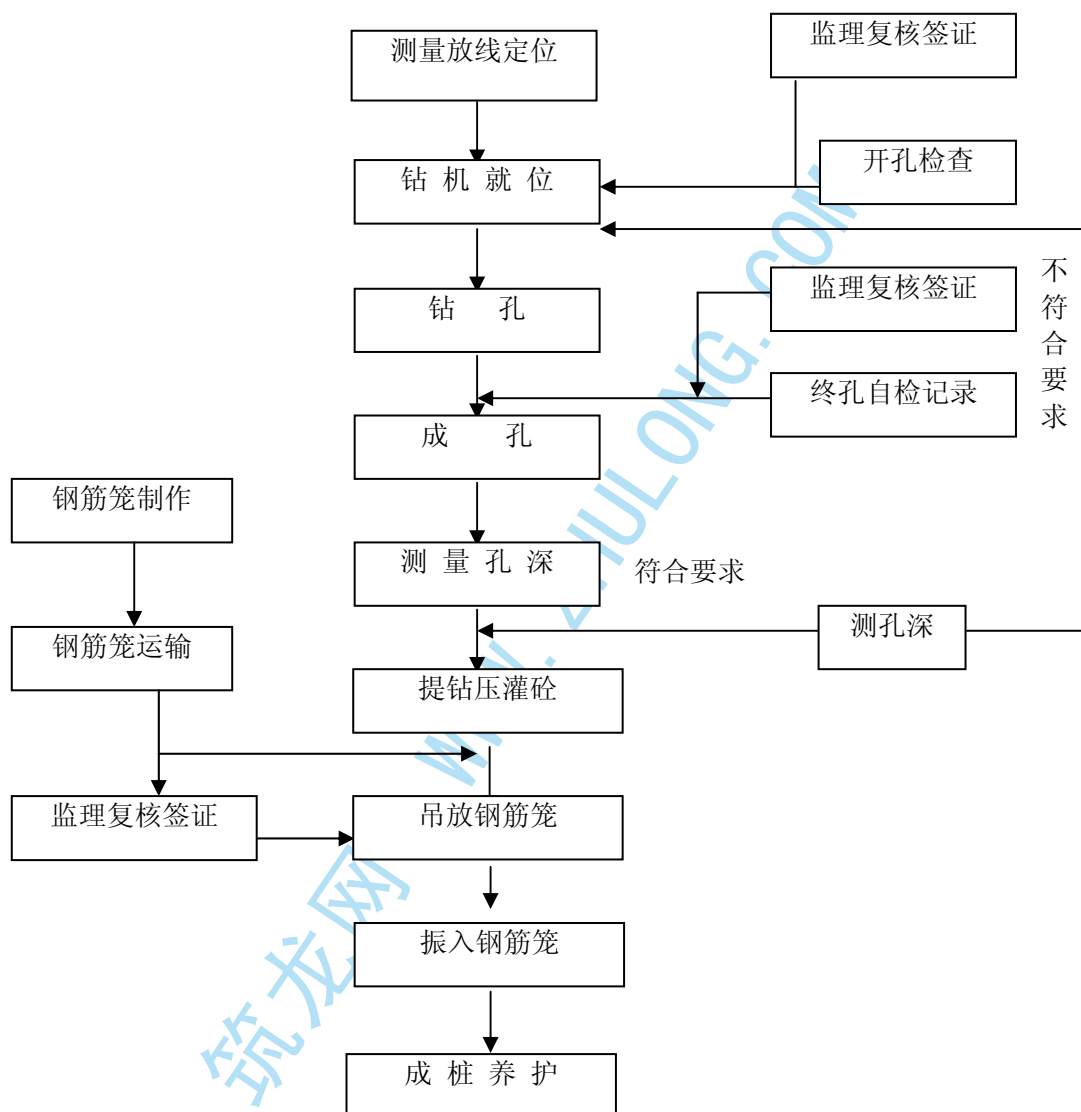 测量放线定位
监理复核签证
钻 机 就 位
开孔检查
钻 孔
监理复核签证
不符合要求
终孔自检记录
成 孔
钢筋笼制作
测 量 孔 深
符合要求
钢筋笼运输
测孔深
提钻压灌砼
监理复核签证
吊放钢筋笼
振入钢筋笼
成 桩 养 护
筑龙网 WWW.ZHULONG.COM